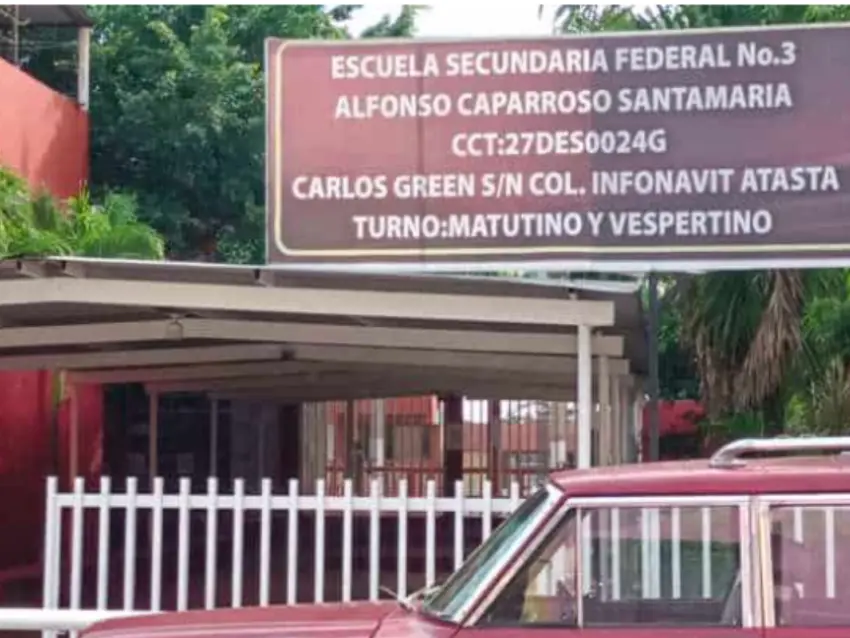 ESCUELA SECUNDARIA FEDERAL No.3
ALFONSO CAPARROSO SANTAMARIA
CCT:27DES0024G
CARLOS GREEN S/N COL. INFONAVIT ATASTA
TURNO:MATUTINO Y VESPERTINO